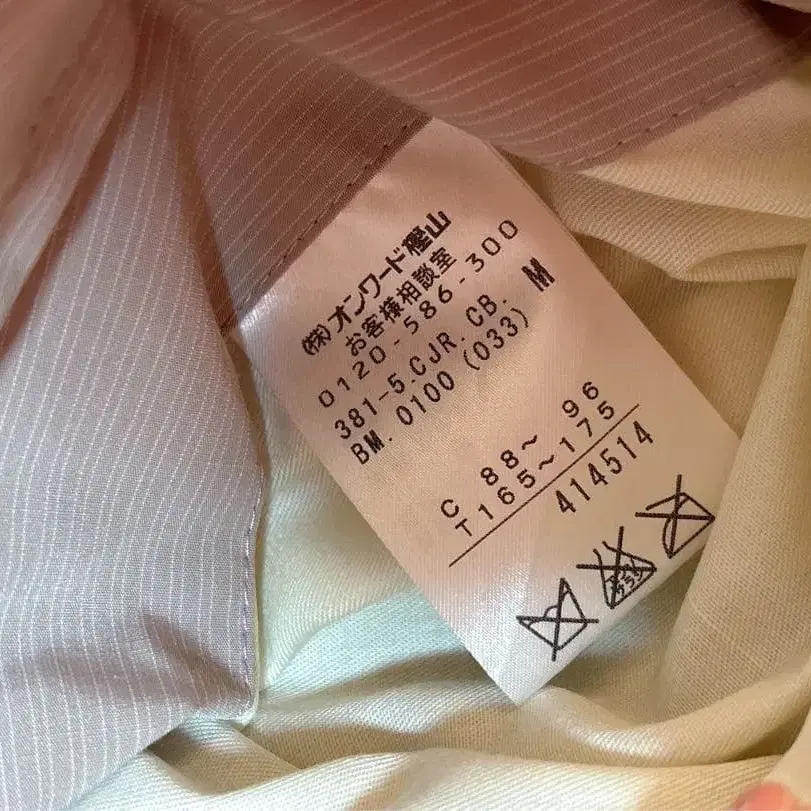 (株)オンワード樫山
お客様相談室
0120-586-300
381-5.CJR.CB. M
BM.0100(033)
C 88~ 96
T165~175
414514